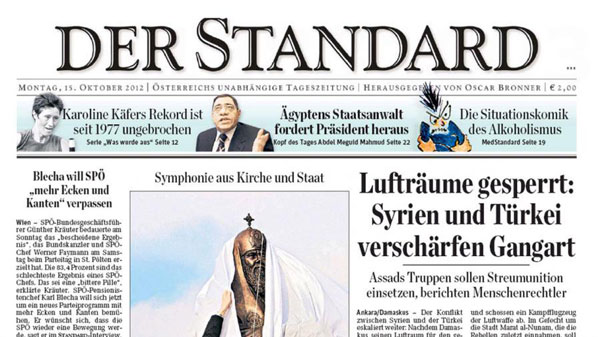 DER STANDARD
MONTAG, 15. OKTOBER 2012 | ÖSTERREICHS UNABHÄNGIGE TAGESZEITUNG | HERAUSGEGEBEN VON OSCAR BRONNER | € 2,00
Karoline Käfers Rekord ist
seit 1977 ungebrochen
Serie „Was wurde aus“ Seite 12
Ägyptens Staatsanwalt
fordert Präsident heraus
Kopf des Tages Abdel Meguid Mahmod Seite 22
Die Situationskomik
des Alkoholismus
MedStandard Seite 19
Blecha will SPÖ
„mehr Ecken und
Kanten“ verpassen
Wien – SPÖ-Bundesgeschäftsfüh-
rer Günther Kräuter bedauerte am
Sonntag das „bescheidene Ergeb-
nis“, das Bundeskanzler und SPÖ-
Chef Werner Faymann am Sams-
tag beim Parteitag in St. Pölten er-
zielt hat. Die 83,4 Prozent sind das
schlechteste Ergebnis eines SPÖ-
Chefs. Das sei eine „bittere Pille“,
erklärte Kräuter. SPÖ-Pensionis-
tenchef Karl Blecha will sich jetzt
um ein neues Parteiprogramm mit
mehr Ecken und Kanten bemü-
hen. Er wünscht sich, dass die
SPÖ wieder eine Bewegung wer-
de, sagt er im STANDARD-Interview.
Symphonie aus Kirche und Staat
Lufträume gesperrt:
Syrien und Türkei
verschärfen Gangart
Assads Truppen sollen Streumunition
einsetzen, berichten Menschenrechtler
Ankara/Damaskus – Der Konflikt
zwischen Syrien und der Türkei
eskaliert weiter: Nachdem Damas-
kus seinen Luftraum für den ge-
und schossen ein Kampfflugzeug
der Luftwaffe ab. Im Gefecht um
die Stadt Marat al-Numan, die die
Rebellen zuletzt einnahmen, sind